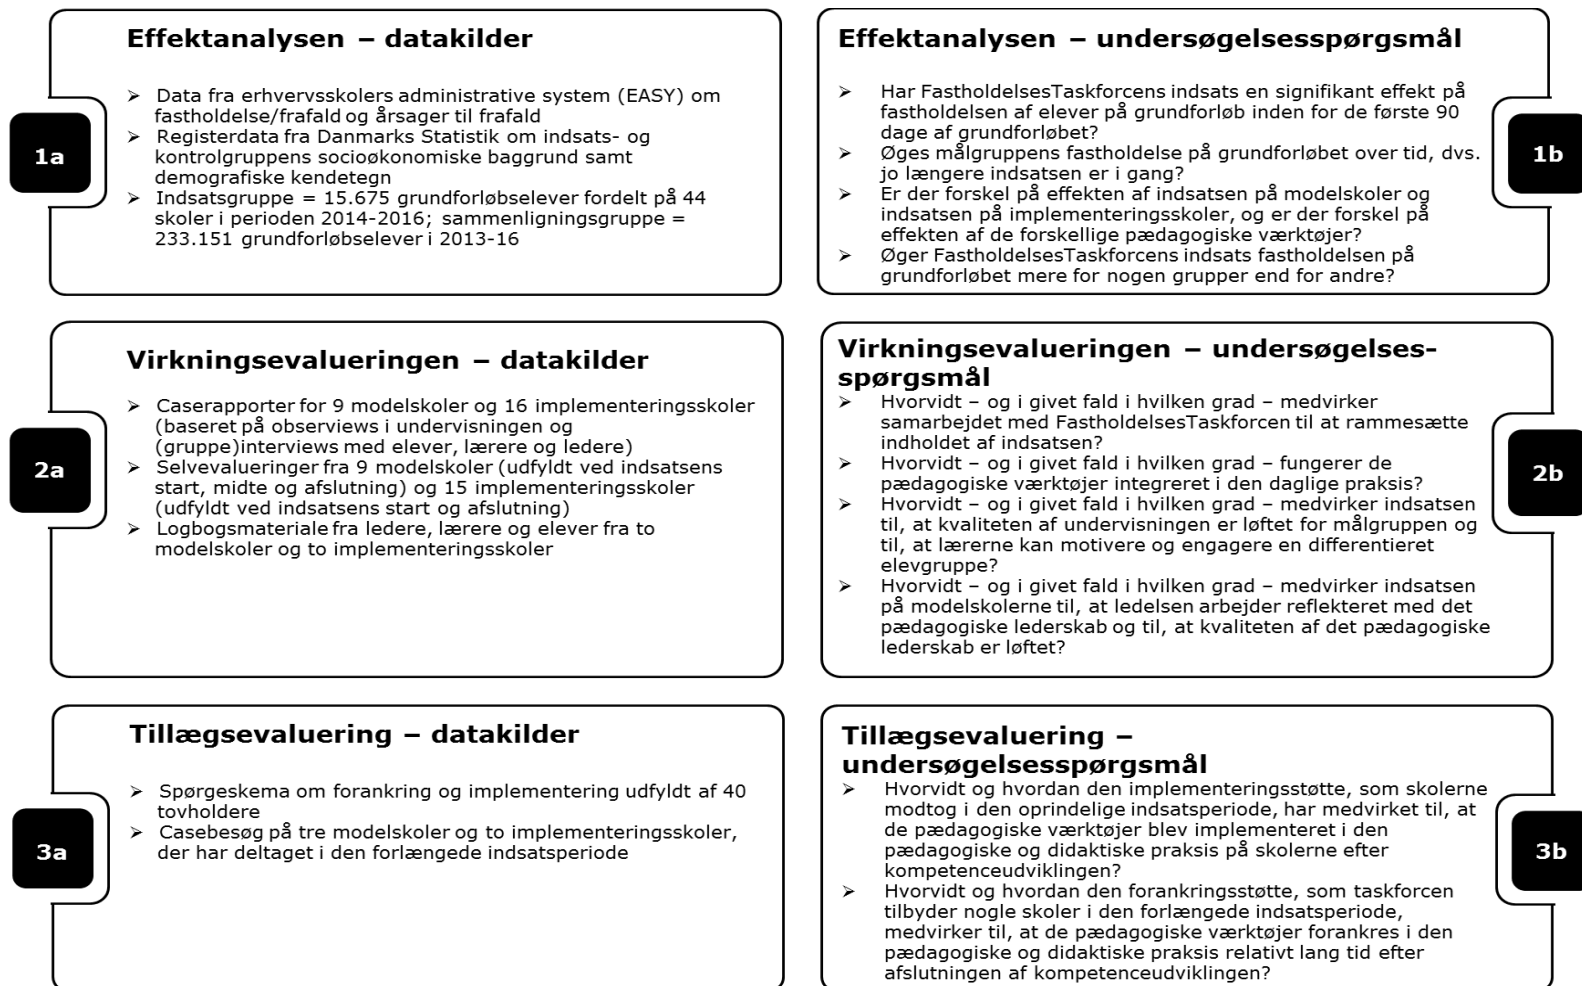 Effektanalysen – datakilder
➢ Data fra erhvervsskolers administrative system (EASY) om
fastholdelse/frafald og årsager til frafald
➢ Registerdata fra Danmarks Statistik om indsats- og
kontrolgruppens socioøkonomiske baggrund samt
demografiske kendetegn
➢ Indsatsgruppe = 15.675 grundforløbselever fordelt på 44
skoler i perioden 2014-2016; sammenligningsgruppe =
233.151 grundforløbselever i 2013-16
1a
Effektanalysen – undersøgelsesspørgsmål
➢ Har FastholdelsesTaskforcens indsats en signifikant effekt på
fastholdelsen af elever på grundforløb inden for de første 90
dage af grundforløbet?
➢ Øges målgruppens fastholdelse på grundforløbet over tid, dvs.
jo længere indsatsen er i gang?
➢ Er der forskel på effekten af indsatsen på modelskoler og
indsatsen på implementeringsskoler, og er der forskel på
effekten af de forskellige pædagogiske værktøjer?
➢ Øger FastholdelsesTaskforcens indsats fastholdelsen på
grundforløbet mere for nogen grupper end for andre?
1b
Virkningsevalueringen – datakilder
➢ Caserapporter for 9 modelskoler og 16 implementeringsskoler
(baseret på observiews i undervisningen og
(gruppe)interviews med elever, lærere og ledere)
➢ Selvevalueringer fra 9 modelskoler (udfyldt ved indsatsens
start, midte og afslutning) og 15 implementeringsskoler
(udfyldt ved indsatsens start og afslutning)
➢ Logbogsmateriale fra ledere, lærere og elever fra to
modelskoler og to implementeringsskoler
2a
Virkningsevalueringen – undersøgelses-
spørgsmål
➢ Hvorvidt – og i givet fald i hvilken grad – medvirker
samarbejdet med FastholdelsesTaskforcen til at rammesætte
indholdet af indsatsen?
➢ Hvorvidt – og i givet fald i hvilken grad – fungerer de
pædagogiske værktøjer integreret i den daglige praksis?
➢ Hvorvidt – og i givet fald i hvilken grad – medvirker indsatsen
til, at kvaliteten af undervisningen er løftet for målgruppen og
til, at lærerne kan motivere og engagere en differentieret
elevgruppe?
➢ Hvorvidt – og i givet fald i hvilken grad – medvirker indsatsen
på modelskolerne til, at ledelsen arbejder reflekteret med det
pædagogiske lederskab og til, at kvaliteten af det pædagogiske
lederskab er løftet?
2b
Tillægsevaluering – datakilder
➢ Spørgeskema om forankring og implementering udfyldt af 40
tovholdere
➢ Casebesøg på tre modelskoler og to implementeringsskoler,
der har deltaget i den forlængede indsatsperiode
3a
Tillægsevaluering –
undersøgelsesspørgsmål
➢ Hvorvidt og hvordan den implementeringsstøtte, som skolerne
modtog i den oprindelige indsatsperiode, har medvirket til, at
de pædagogiske værktøjer blev implementeret i den
pædagogiske og didaktiske praksis på skolerne efter
kompetenceudviklingen?
➢ Hvorvidt og hvordan den forankringsstøtte, som taskforcen
tilbyder nogle skoler i den forlængede indsatsperiode,
medvirker til, at de pædagogiske værktøjer forankres i den
pædagogiske og didaktiske praksis relativt lang tid efter
afslutningen af kompetenceudviklingen?
3b